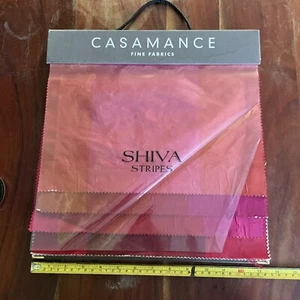 CASAMANCE
FINE FABRICS
SHIVA
STRIPES